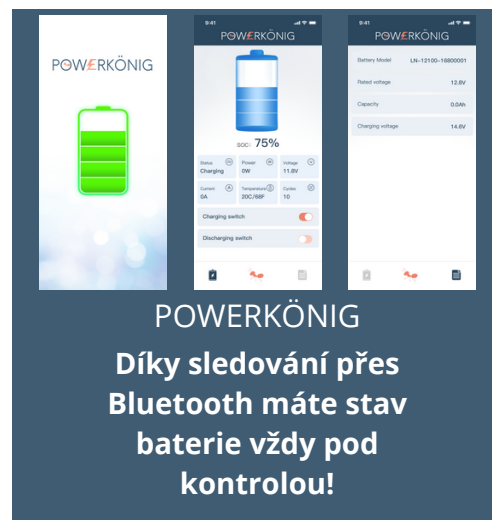 POWERKÖNIG
9:41
POWERKÖNIG
SOC: 75%
Status Power Voltage
Charging 0W 11.8V
Current Temperature Cycles
0A 20C/68F 10
Charging switch
Discharging switch
9:41
POWERKÖNIG
Battery Model LN-12100-16800001
Rated voltage 12.8V
Capacity 0.0Ah
Charging voltage 14.6V
POWERKÖNIG
Díky sledování přes
Bluetooth máte stav
baterie vždy pod
kontrolou!